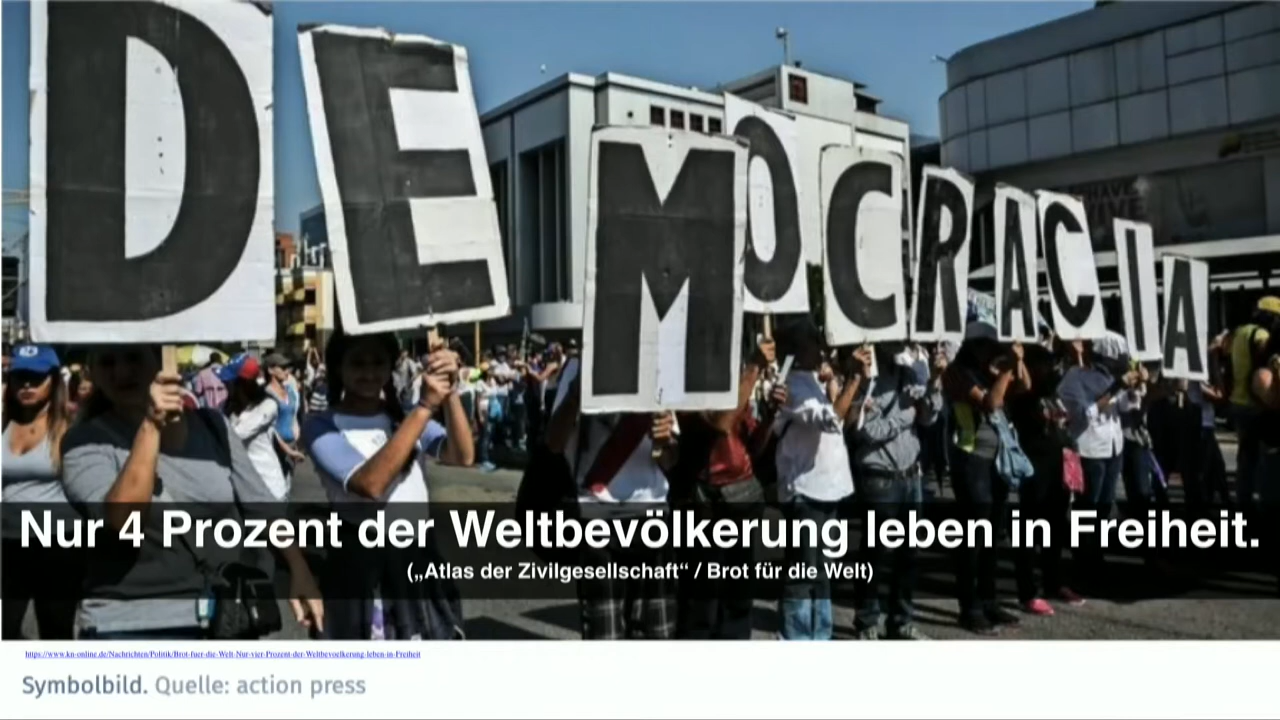 DEMOCRACIA
Nur 4 Prozent der Weltbevölkerung leben in Freiheit.
(„Atlas der Zivilgesellschaft“ / Brot für die Welt)
https://www.kn-online.de/Nachrichten/Politik/Brot-fuer-die-Welt-Nur-vier-Prozent-der-Weltbevoelkerung-leben-in-Freiheit
Symbolbild. Quelle: action press